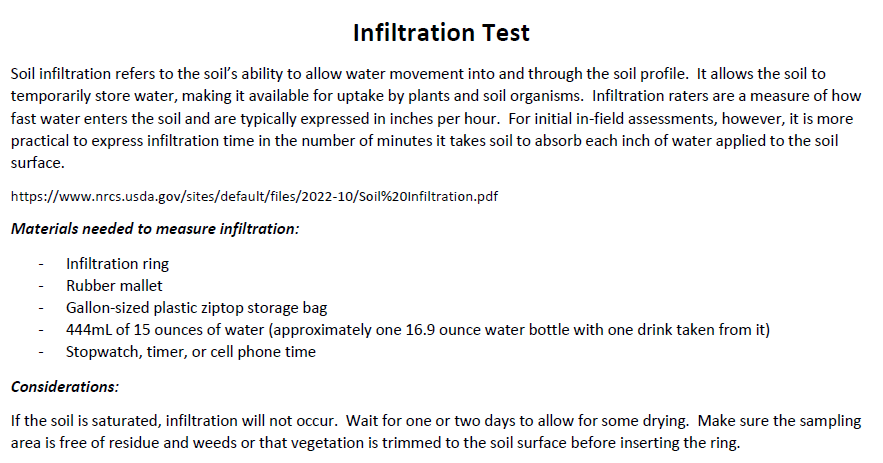 Infiltration Test
Soil infiltration refers to the soil's ability to allow water movement into and through the soil profile.  It allows the soil to
temporarily store water, making it available for uptake by plants and soil organisms.  Infiltration raters are a measure of how
fast water enters the soil and are typically expressed in inches per hour.  For initial in-field assessments, however, it is more
practical to express infiltration time in the number of minutes it takes soil to absorb each inch of water applied to the soil
surface.
https://www.nrcs.usda.gov/sites/default/files/2022-10/Soil%20Infiltration.pdf
Materials needed to measure infiltration:
- Infiltration ring
- Rubber mallet
- Gallon-sized plastic ziptop storage bag
- 444mL of 15 ounces of water (approximately one 16.9 ounce water bottle with one drink taken from it)
- Stopwatch, timer, or cell phone time
Considerations:
If the soil is saturated, infiltration will not occur.  Wait for one or two days to allow for some drying.  Make sure the sampling
area is free of residue and weeds or that vegetation is trimmed to the soil surface before inserting the ring.